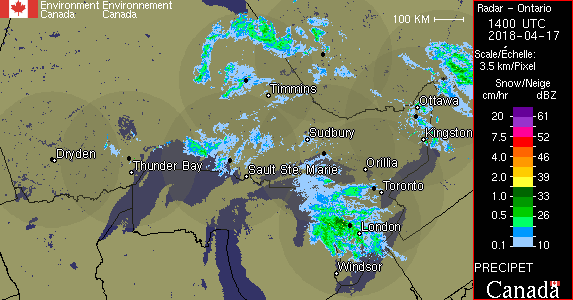 Environment Environnement
Canada Canada
100 KM
Timmins
Ottawa
Sudbury
Kingston
Dryden
Thunder Bay
Sault Ste. Marie
Orillia
Toronto
London
Windsor
Radar - Ontario
1400 UTC
2018-04-17
Scale/Échelle:
3.5 km/Pixel
Snow/Neige
cm/hr dBZ
20 61
7.5 52
4.0 46
2.0 39
1.0 33
0.5 26
0.1 10
PRECIPET
Canada